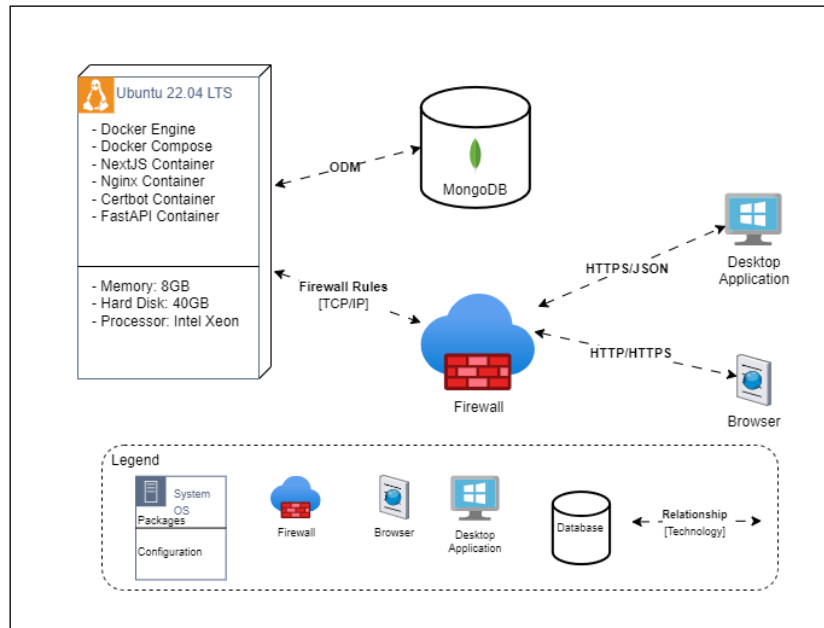 Ubuntu 22.04 LTS
- Docker Engine
- Docker Compose
- NextJS Container
- Nginx Container
- Certbot Container
- FastAPI Container
- Memory: 8GB
- Hard Disk: 40GB
- Processor: Intel Xeon
ODM
MongoDB
Firewall Rules
[TCP/IP]
Firewall
HTTPS/JSON
Desktop
Application
HTTP/HTTPS
Browser
Legend
System
OS
Packages
Configuration
Firewall
Browser
Desktop
Application
Database
Relationship
[Technology]